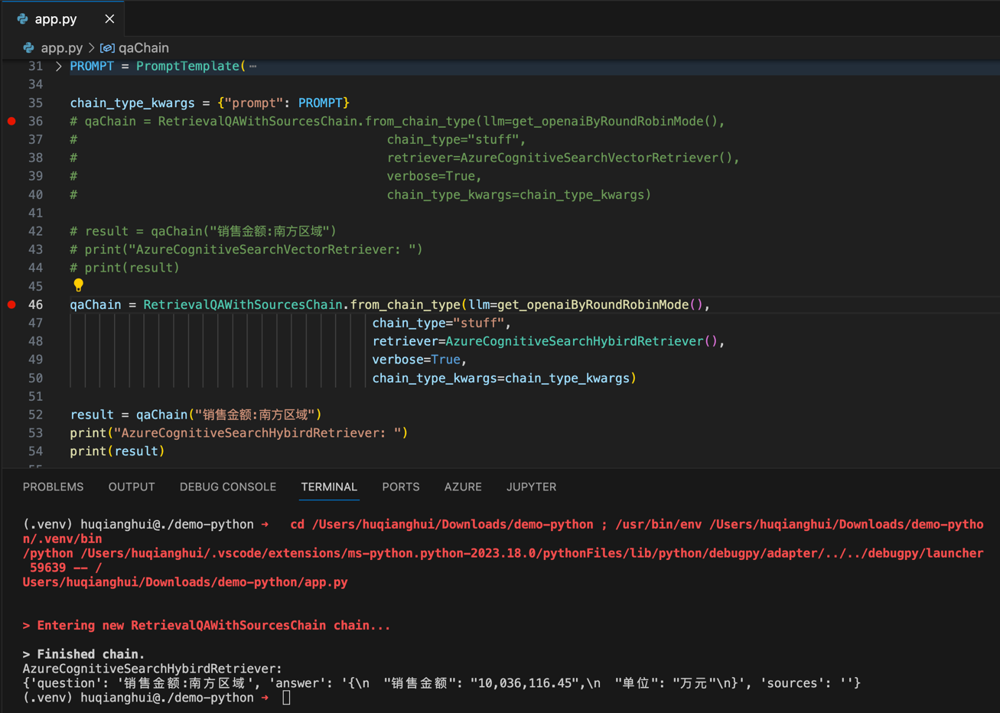 app.py
app.py > qaChain
31 > PROMPT = PromptTemplate( ⋯
34
35 chain_type_kwargs = {"prompt": PROMPT}
36 # qaChain = RetrievalQAWithSourcesChain.from_chain_type(llm=get_openaiByRoundRobinMode(),
37 #                                          chain_type="stuff",
38 #                                          retriever=AzureCognitiveSearchVectorRetriever(),
39 #                                          verbose=True,
40 #                                          chain_type_kwargs=chain_type_kwargs)
41
42 # result = qaChain("销售金额:南方区域")
43 # print("AzureCognitiveSearchVectorRetriever: ")
44 # print(result)
45
46 qaChain = RetrievalQAWithSourcesChain.from_chain_type(llm=get_openaiByRoundRobinMode(),
47                                          chain_type="stuff",
48                                          retriever=AzureCognitiveSearchHybirdRetriever(),
49                                          verbose=True,
50                                          chain_type_kwargs=chain_type_kwargs)
51
52 result = qaChain("销售金额:南方区域")
53 print("AzureCognitiveSearchHybirdRetriever: ")
54 print(result)
55
PROBLEMS OUTPUT DEBUG CONSOLE TERMINAL PORTS AZURE JUPYTER
(.venv) huqianghui@./demo-python → cd /Users/huqianghui/Downloads/demo-python ; /usr/bin/env /Users/huqianghui/Downloads/demo-pytho
n/.venv/bin
/python /Users/huqianghui/.vscode/extensions/ms-python.python-2023.18.0/pythonFiles/lib/python/debugpy/adapter/../../debugpy/launcher
59639 -- /
Users/huqianghui/Downloads/demo-python/app.py
> Entering new RetrievalQAWithSourcesChain chain...
> Finished chain.
AzureCognitiveSearchHybirdRetriever:
{'question': '销售金额:南方区域', 'answer': '{\n  "销售金额": "10,036,116.45",\n  "单位": "万元"\n}', 'sources': ''}
(.venv) huqianghui@./demo-python →